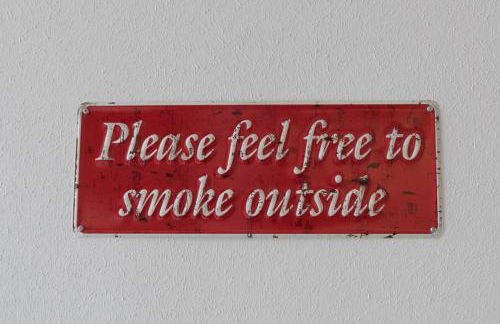 Please feel free to
smoke outside